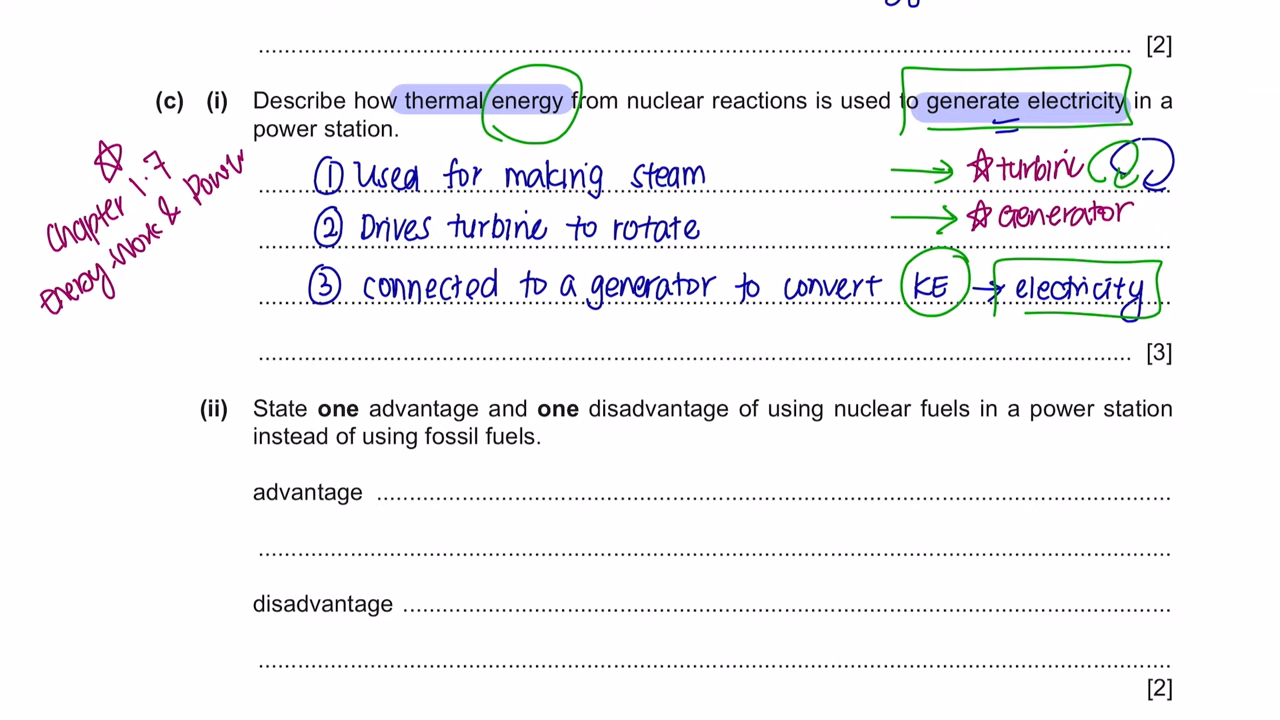 [2]
(c) (i) Describe how thermal energy from nuclear reactions is used to generate electricity in a
power station.
☆
Chapter 1.7
Energy, Work & Power
① Used for making steam → ☆ turbine
② Drives turbine to rotate → ☆ Generator
③ connected to a generator to convert KE → electricity
[3]
(ii) State one advantage and one disadvantage of using nuclear fuels in a power station
instead of using fossil fuels.
advantage
disadvantage
[2]